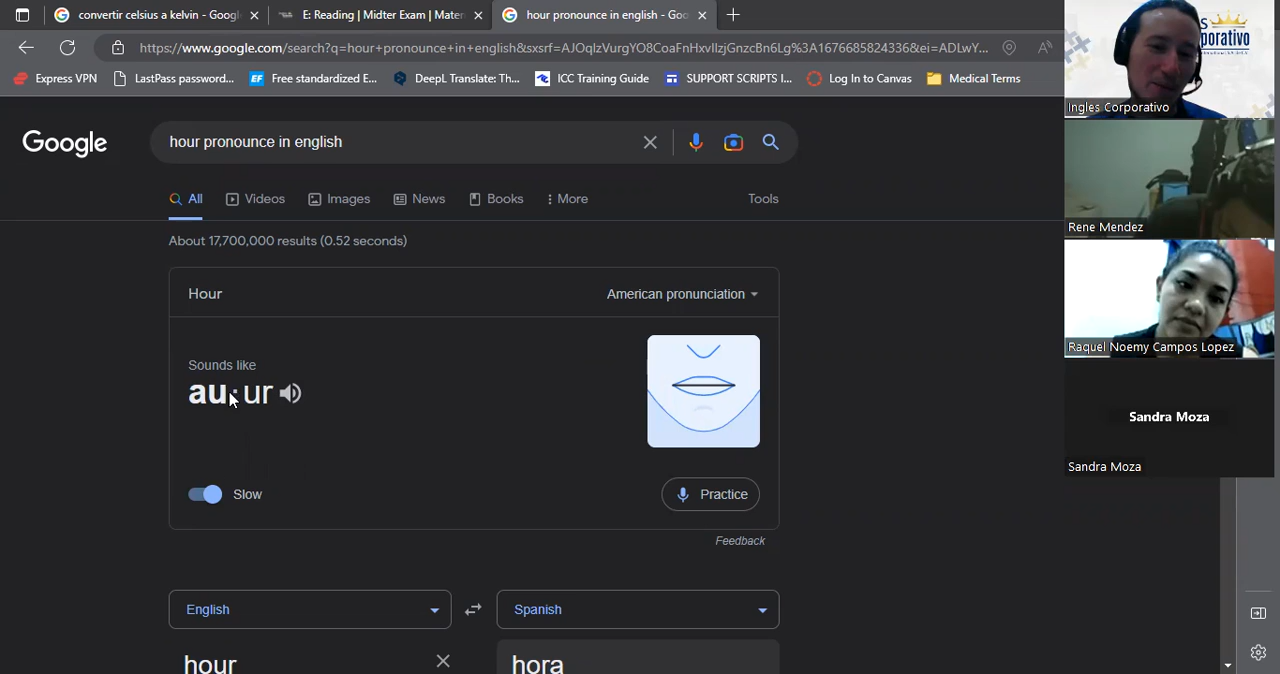 convertir celsius a kelvin - Googl
E: Reading | Midter Exam | Mater
hour pronounce in english - Goo
https://www.google.com/search?q=hour+pronounce+in+english&sxsrf=AJOqlzVurgYO8CoaFnHxvIlzjGnzcBn6Lg%3A1676685824336&ei=ADLwY...
Express VPN
LastPass password...
EF Free standardized E...
DeepL Translate: Th...
ICC Training Guide
SUPPORT SCRIPTS I...
Log In to Canvas
Medical Terms
Google
hour pronounce in english
All
Videos
Images
News
Books
More
Tools
About 17,700,000 results (0.52 seconds)
Hour
American pronunciation
Sounds like
au·ur
Slow
Practice
Feedback
English
Spanish
hour
hora
porativo
Ingles Corporativo
Rene Mendez
Raquel Noemy Campos Lopez
Sandra Moza
Sandra Moza